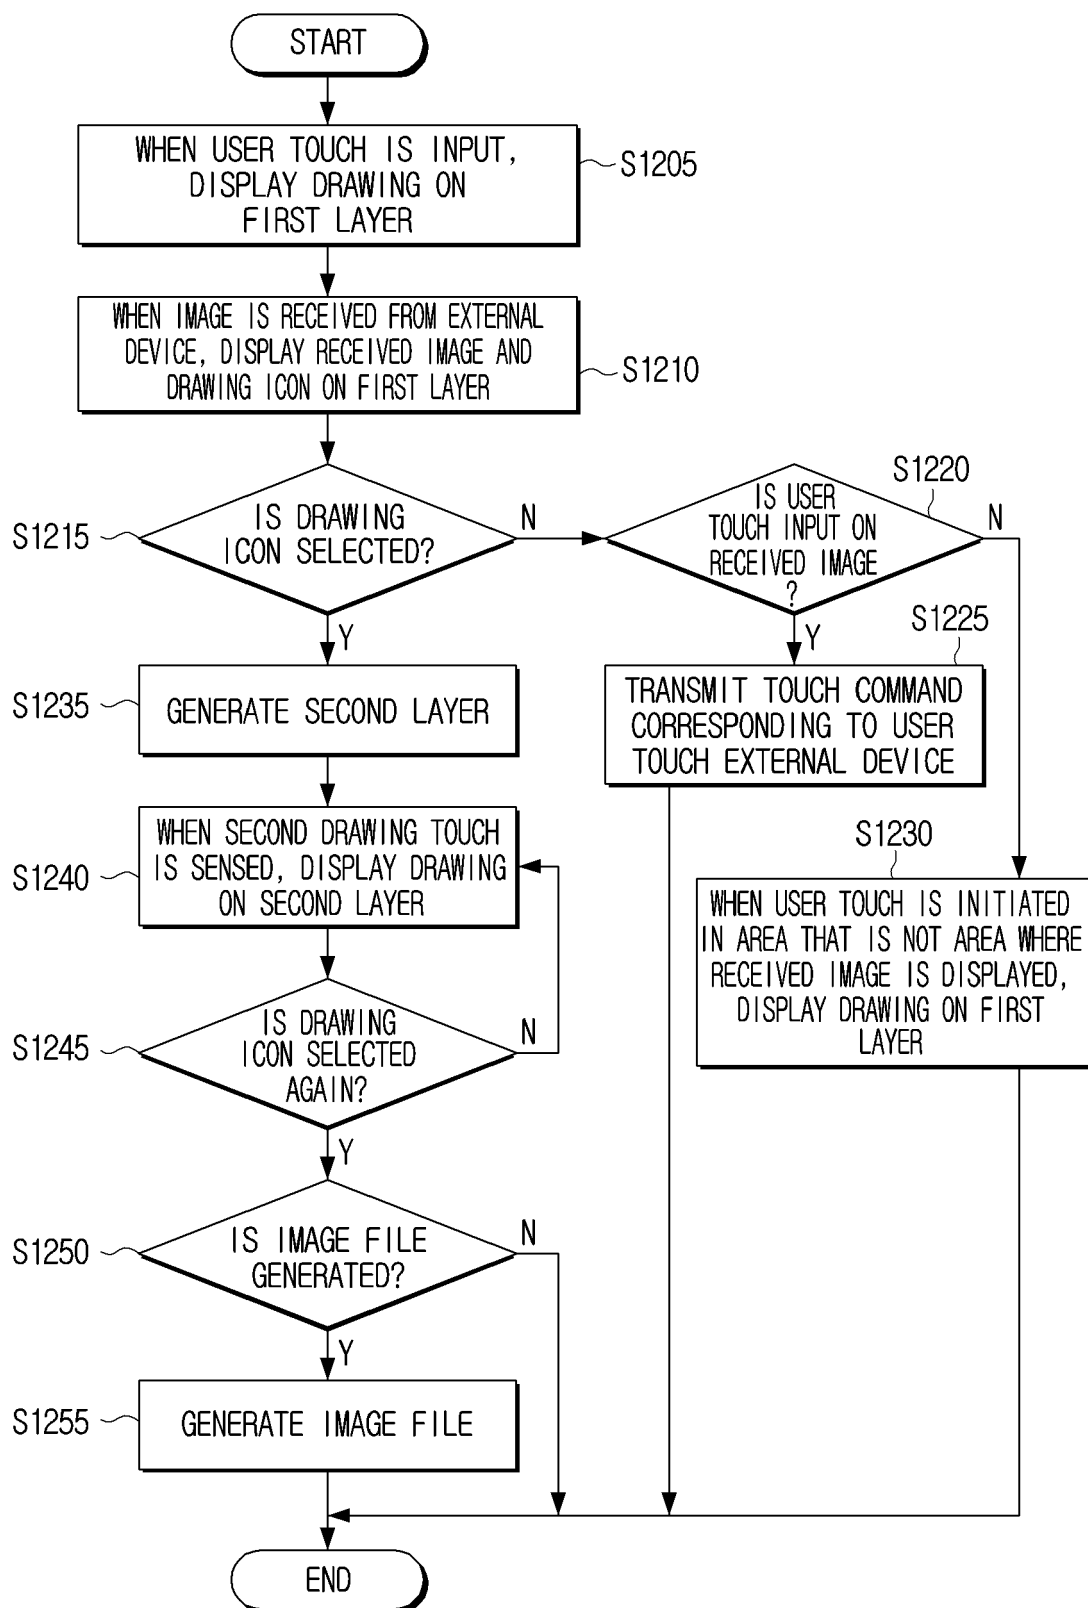 START
WHEN USER TOUCH IS INPUT,
DISPLAY DRAWING ON
FIRST LAYER
S1205
WHEN IMAGE IS RECEIVED FROM EXTERNAL
DEVICE, DISPLAY RECEIVED IMAGE AND
DRAWING ICON ON FIRST LAYER
S1210
S1215
IS DRAWING
ICON SELECTED?
N
Y
S1220
IS USER
TOUCH INPUT ON
RECEIVED IMAGE
?
N
Y
S1225
TRANSMIT TOUCH COMMAND
CORRESPONDING TO USER
TOUCH EXTERNAL DEVICE
S1230
WHEN USER TOUCH IS INITIATED
IN AREA THAT IS NOT AREA WHERE
RECEIVED IMAGE IS DISPLAYED,
DISPLAY DRAWING ON FIRST
LAYER
S1235
GENERATE SECOND LAYER
S1240
WHEN SECOND DRAWING TOUCH
IS SENSED, DISPLAY DRAWING
ON SECOND LAYER
S1245
IS DRAWING
ICON SELECTED
AGAIN?
N
Y
S1250
IS IMAGE FILE
GENERATED?
N
Y
S1255
GENERATE IMAGE FILE
END